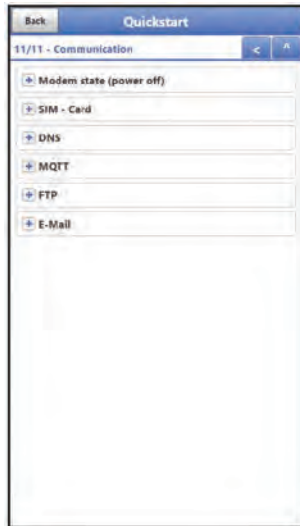 Back Quickstart
11/11 - Communication < ^
+ Modem state (power off)
+ SIM - Card
+ DNS
+ MQTT
+ FTP
+ E-Mail